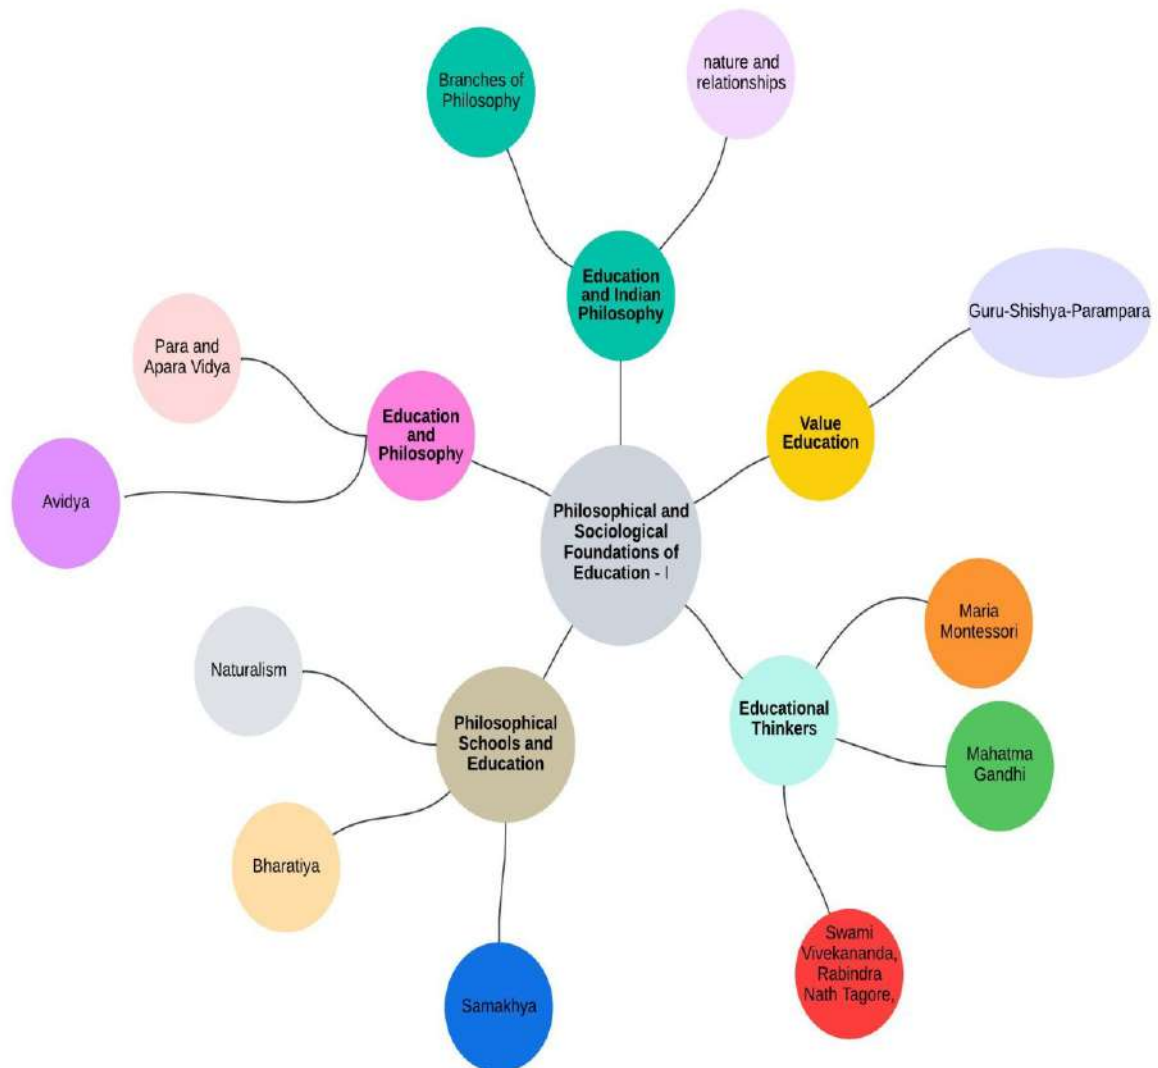 Branches of
Philosophy
nature and
relationships
Education
and Indian
Philosophy
Guru-Shishya-Parampara
Para and
Apara Vidya
Education
and
Philosophy
Value
Education
Avidya
Philosophical and
Sociological
Foundations of
Education - I
Maria
Montessori
Naturalism
Philosophical
Schools and
Education
Educational
Thinkers
Mahatma
Gandhi
Bharatiya
Samakhya
Swami
Vivekananda,
Rabindra
Nath Tagore,